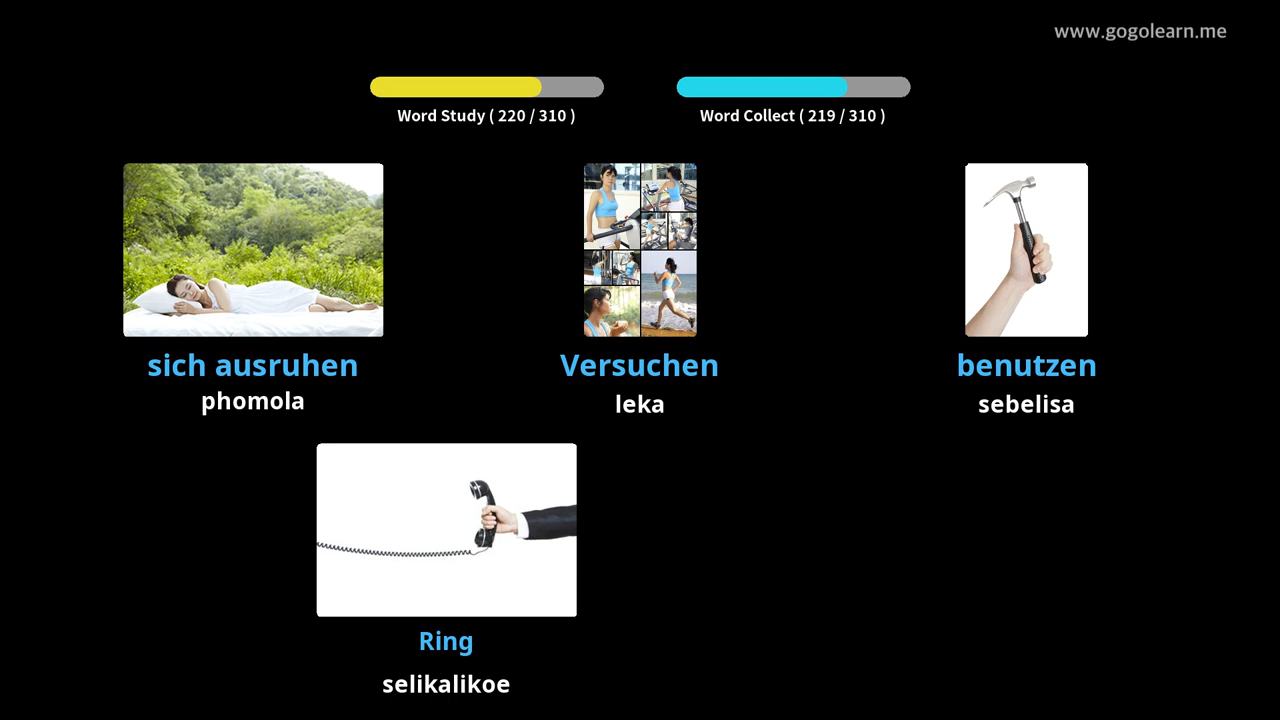 www.gogolearn.me
Word Study ( 220 / 310 )
Word Collect ( 219 / 310 )
sich ausruhen
phomola
Versuchen
leka
benutzen
sebelisa
Ring
selikalikoe